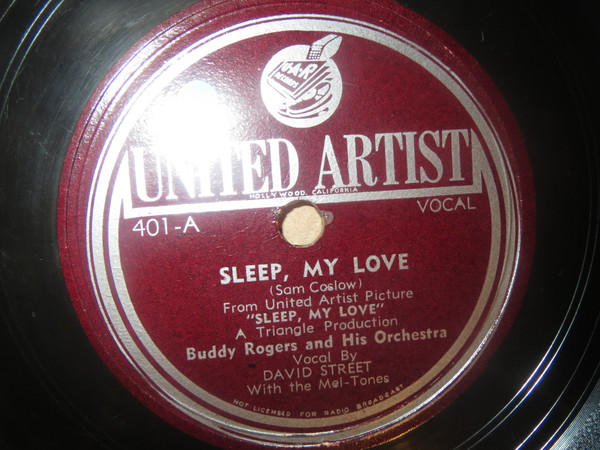 U-A-R
RECORDS
UNITED ARTIST
HOLLYWOOD, CALIFORNIA
401-A
VOCAL
SLEEP, MY LOVE
(Sam Coslow)
From United Artist Picture
"SLEEP, MY LOVE"
A Triangle Production
Buddy Rogers and His Orchestra
Vocal By
DAVID STREET
With the Mel-Tones
NOT LICENSED FOR RADIO BROADCAST